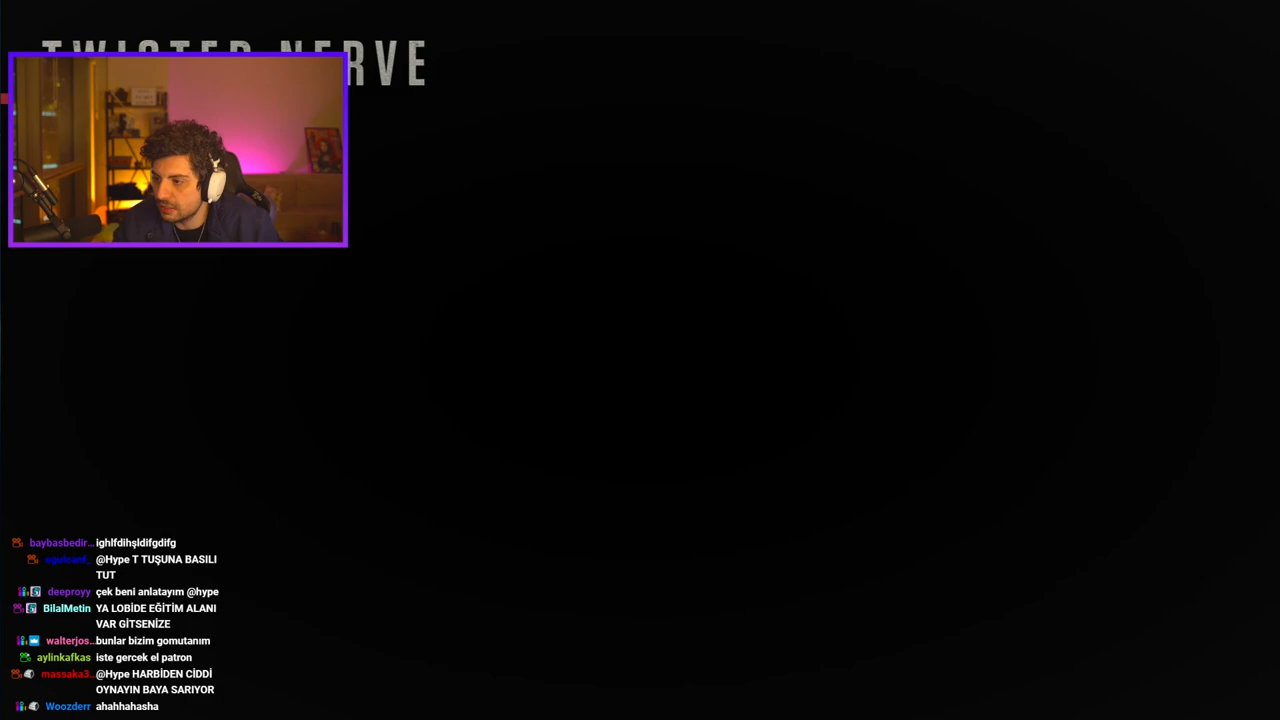 TWISTED NERVE
baybasbedir... ighlfdihşldifgdifg
@Hype T TUŞUNA BASILI
TUT
deeproyy çek beni anlatayım @hype
BilalMetin YA LOBİDE EĞİTİM ALANI
VAR GİTSENİZE
walterjos... bunlar bizim gomutanım
aylinkafkas iste gercek el patron
massaka3... @Hype HARBİDEN CİDDİ
OYNAYIN BAYA SARIYOR
Woozderr ahahhahasha